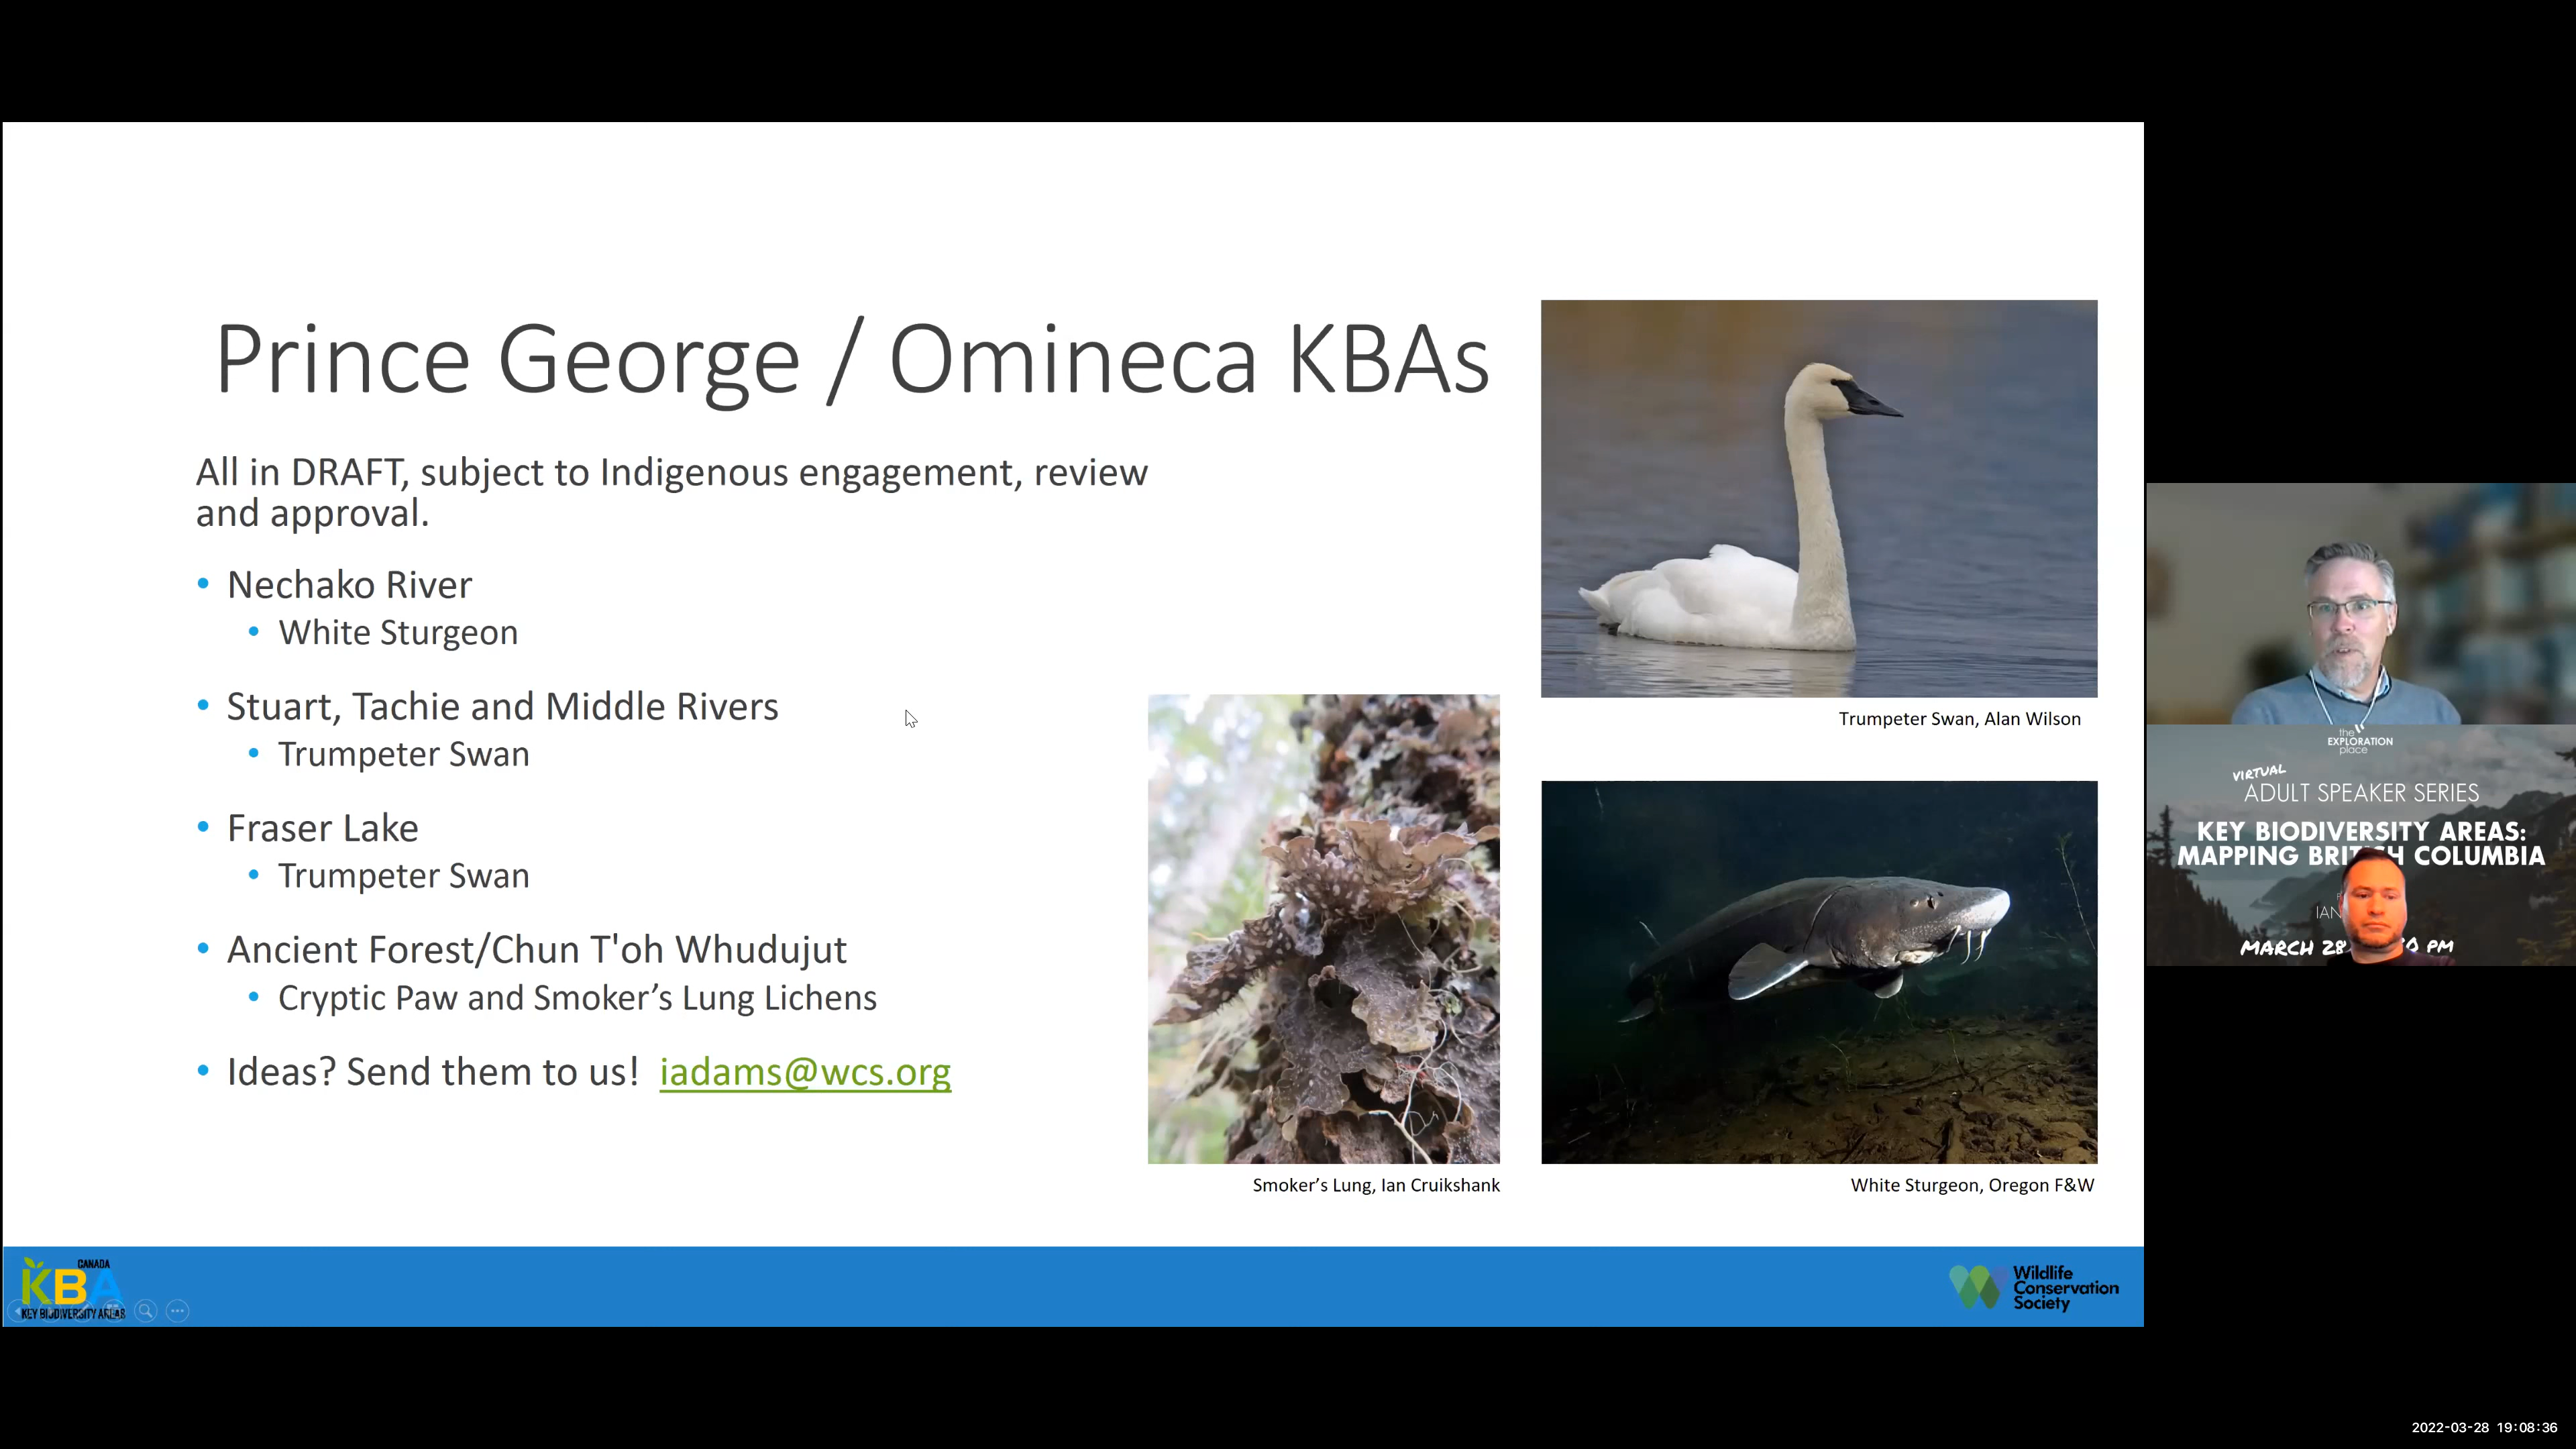 Prince George / Omineca KBAs
All in DRAFT, subject to Indigenous engagement, review
and approval.
• Nechako River
• White Sturgeon
• Stuart, Tachie and Middle Rivers
• Trumpeter Swan
• Fraser Lake
• Trumpeter Swan
• Ancient Forest/Chun T'oh Whudujut
• Cryptic Paw and Smoker's Lung Lichens
• Ideas? Send them to us! iadams@wcs.org
Trumpeter Swan, Alan Wilson
Smoker's Lung, Ian Cruikshank
White Sturgeon, Oregon F&W
CANADA
KBA
KEY BIODIVERSITY AREAS
Wildlife
Conservation
Society
the
EXPLORATION
place
VIRTUAL
ADULT SPEAKER SERIES
KEY BIODIVERSITY AREAS:
MAPPING COLUMBIA
IAN
MARCH 28 PM
2022-03-28 19:08:36